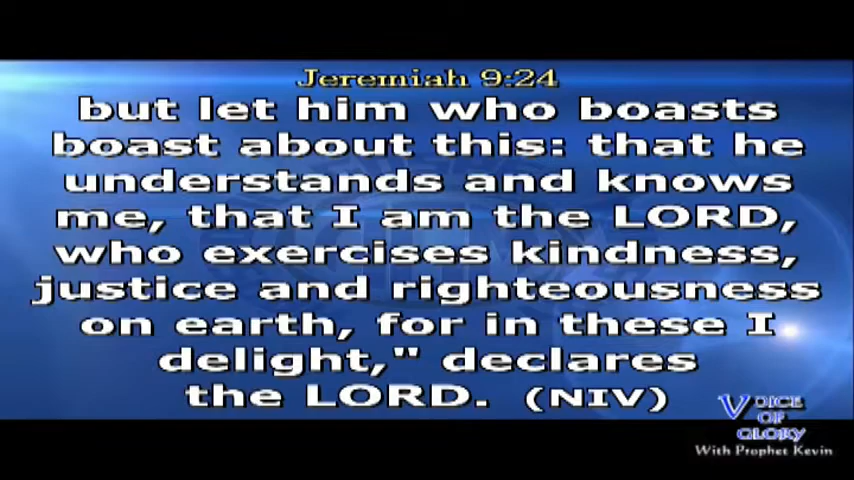 Jeremiah 9:24
but let him who boasts
boast about this: that he
understands and knows
me, that I am the LORD,
who exercises kindness,
justice and righteousness
on earth, for in these I
delight," declares
the LORD. (NIV)
VOICE
OF
GLORY
With Prophet Kevin